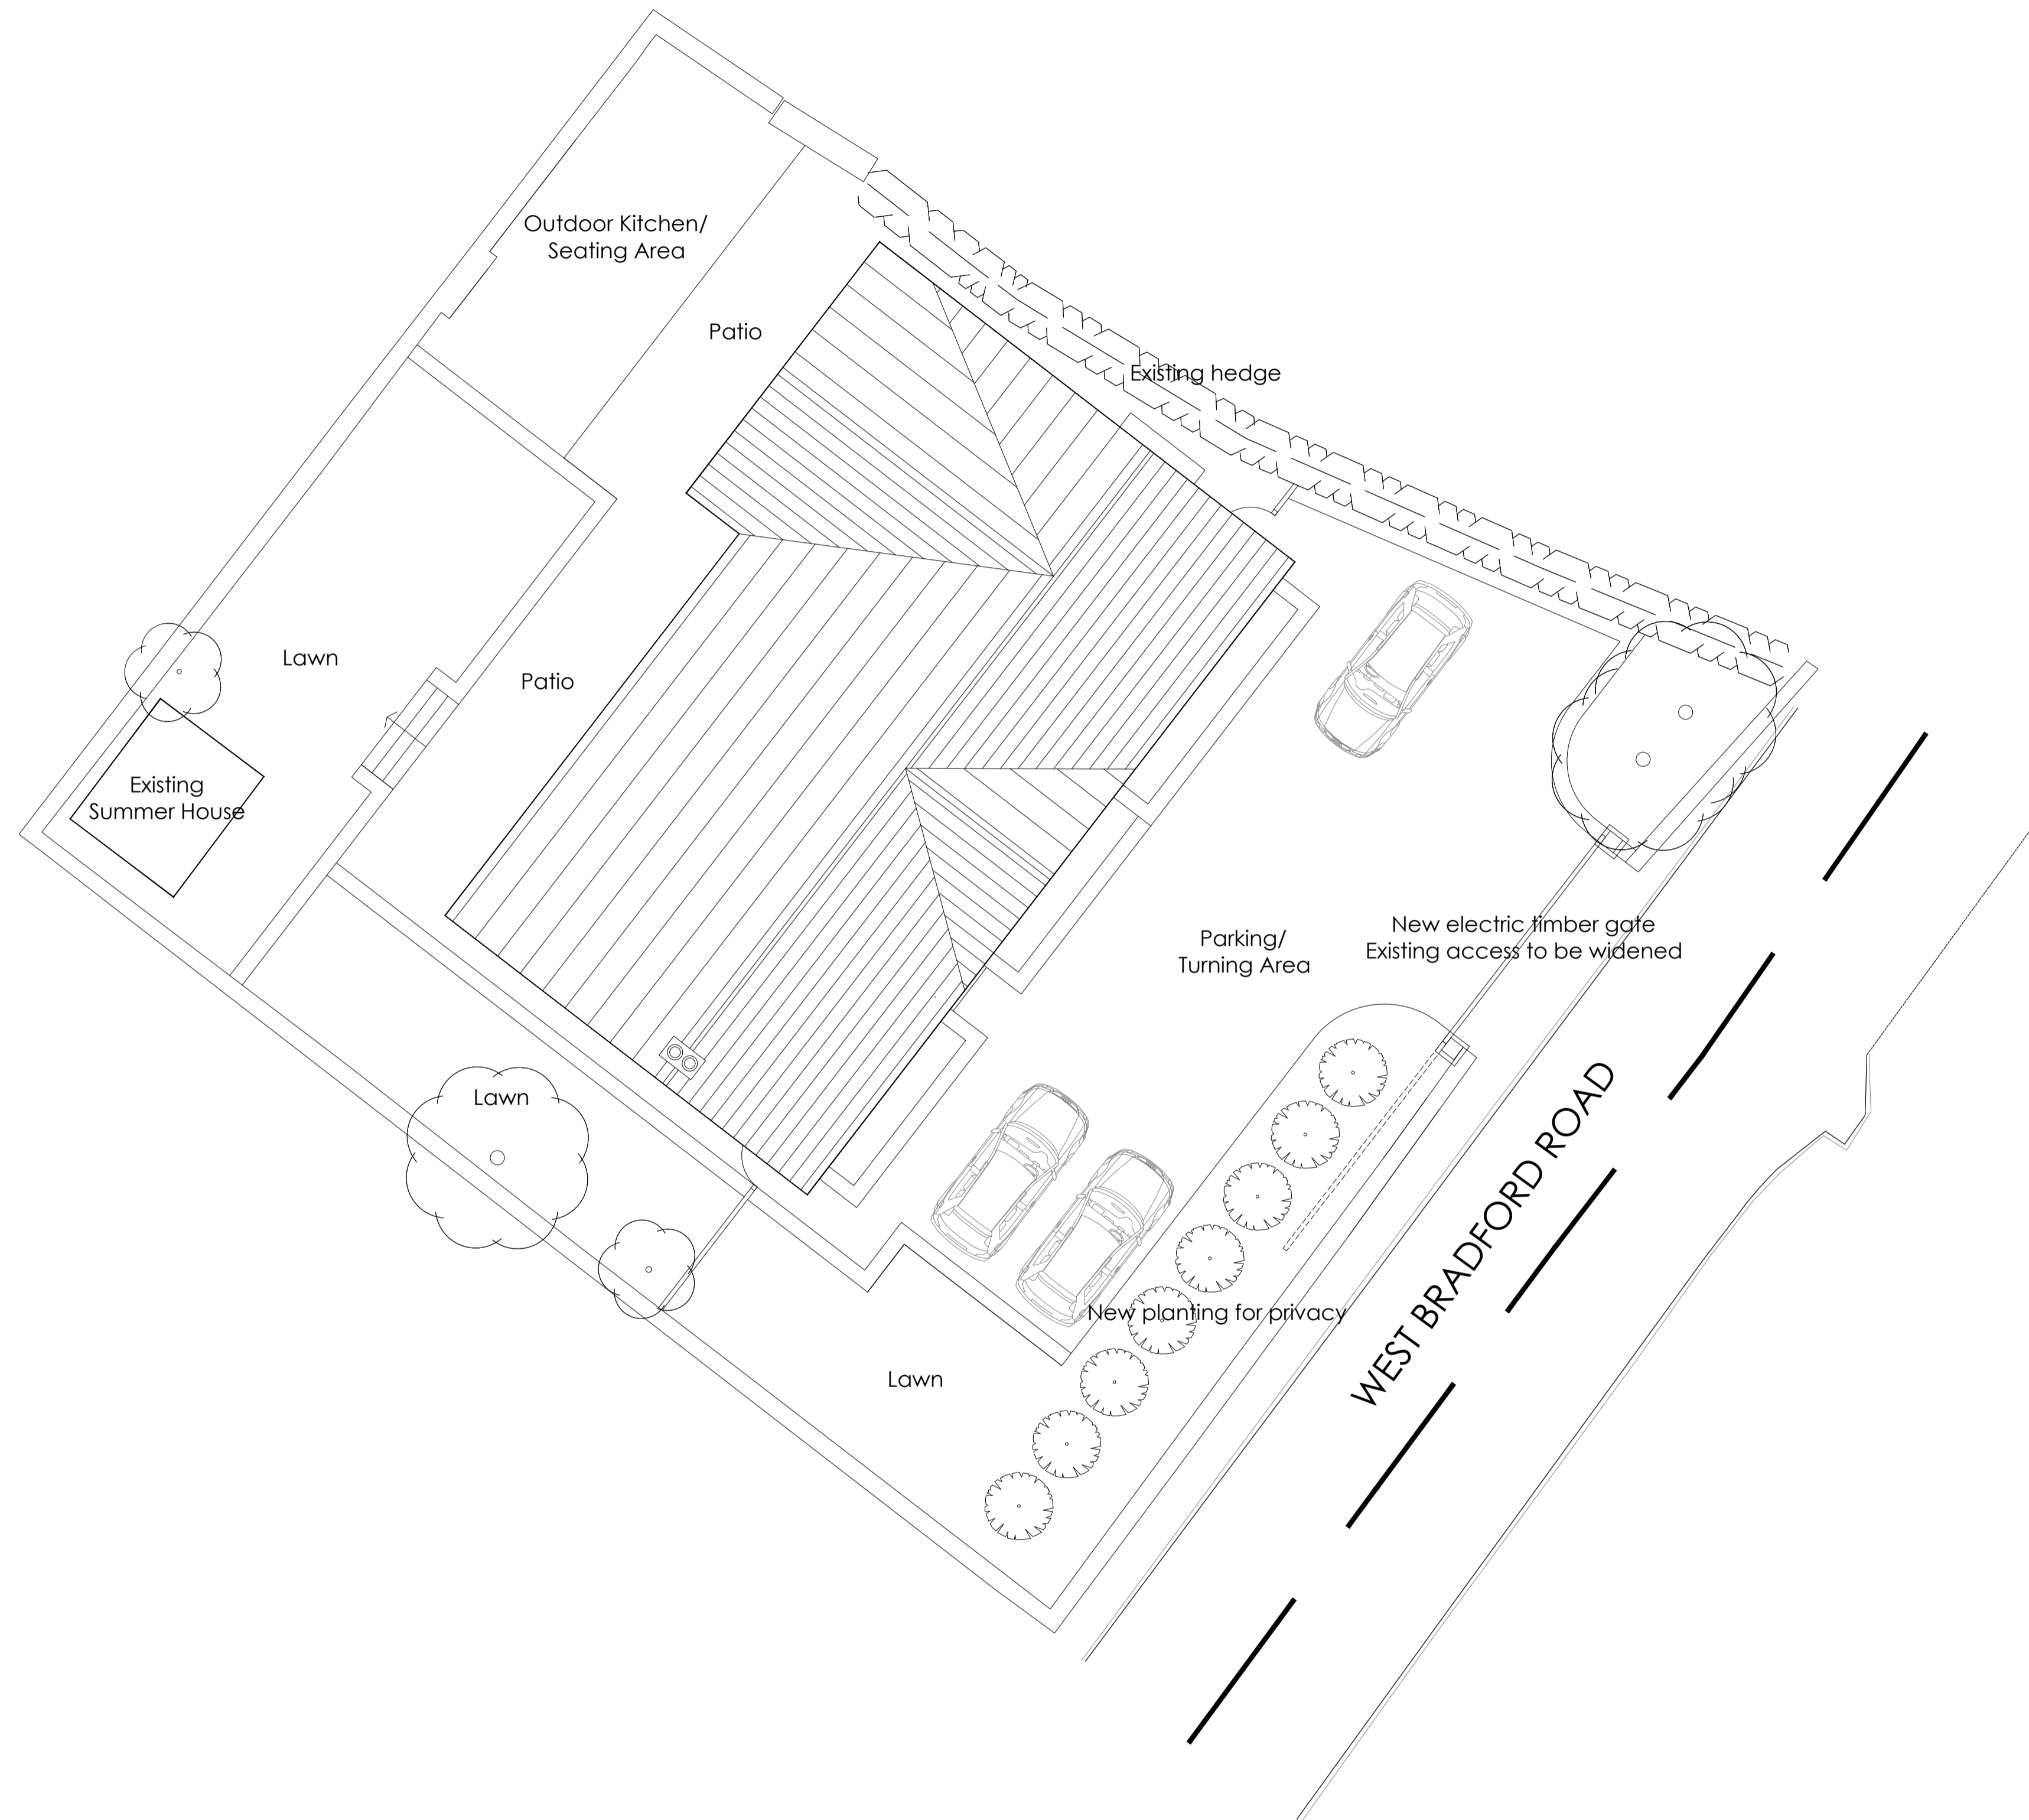 Outdoor Kitchen/
Seating Area
Patio
Existing hedge
Lawn
Patio
Existing
Summer House
New electric timber gate
Existing access to be widened
Parking/
Turning Area
Lawn
WEST BRADFORD ROAD
New planting for privacy
Lawn